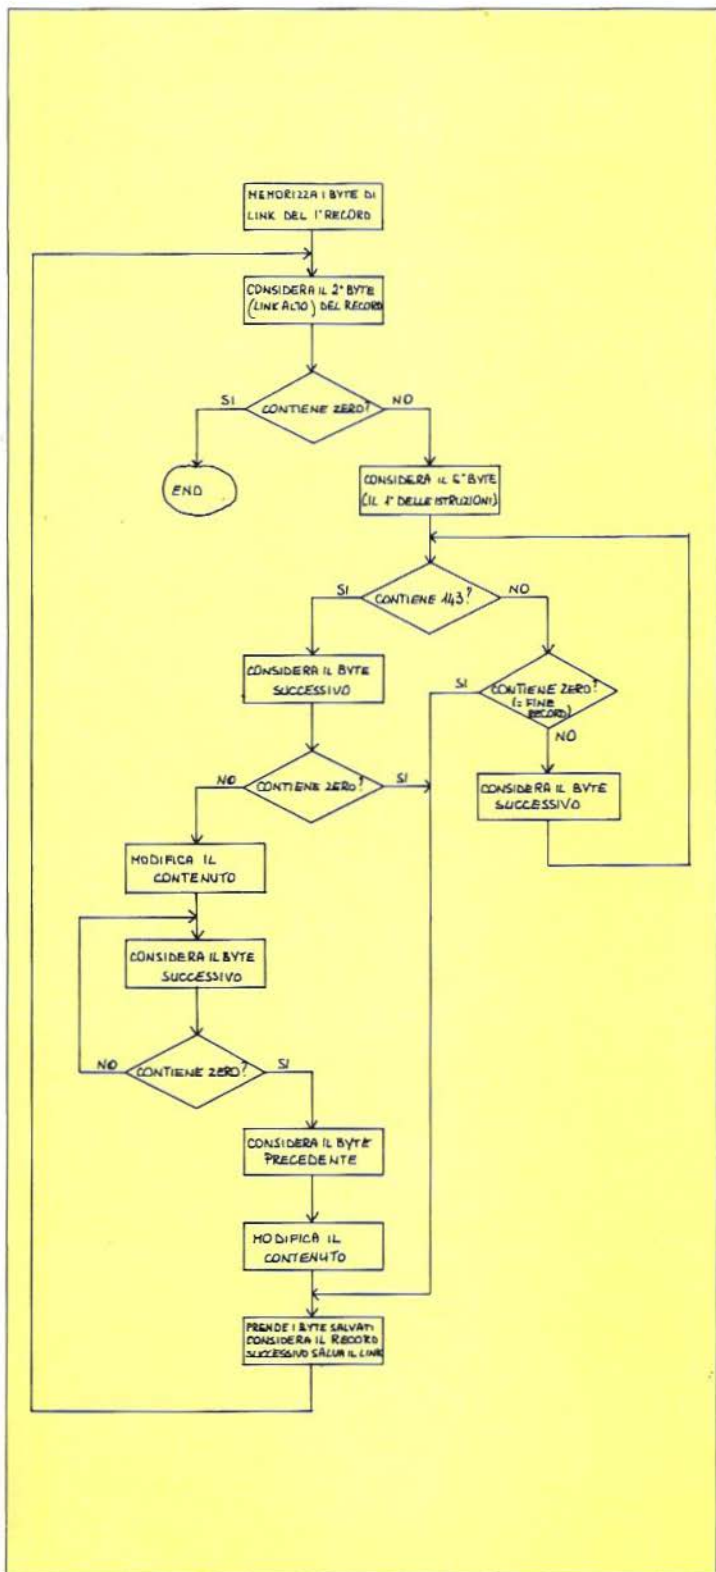 MEMORIZZA I BYTE DI
LINK DEL 1° RECORD
CONSIDERA IL 2° BYTE
(LINK ALTO) DEL RECORD
SI
CONTIENE ZERO?
NO
END
CONSIDERA IL 5° BYTE
(IL 1° DELLE ISTRUZIONI)
SI
CONTIENE 143?
NO
CONSIDERA IL BYTE
SUCCESSIVO
SI
CONTIENE ZERO?
(= FINE
RECORD)
NO
NO
CONTIENE ZERO?
SI
CONSIDERA IL BYTE
SUCCESSIVO
MODIFICA IL
CONTENUTO
CONSIDERA IL BYTE
SUCCESSIVO
NO
CONTIENE ZERO?
SI
CONSIDERA IL BYTE
PRECEDENTE
MODIFICA IL
CONTENUTO
PRENDE I BYTE SALVATI
CONSIDERA IL RECORD
SUCCESSIVO SALVA IL LINK